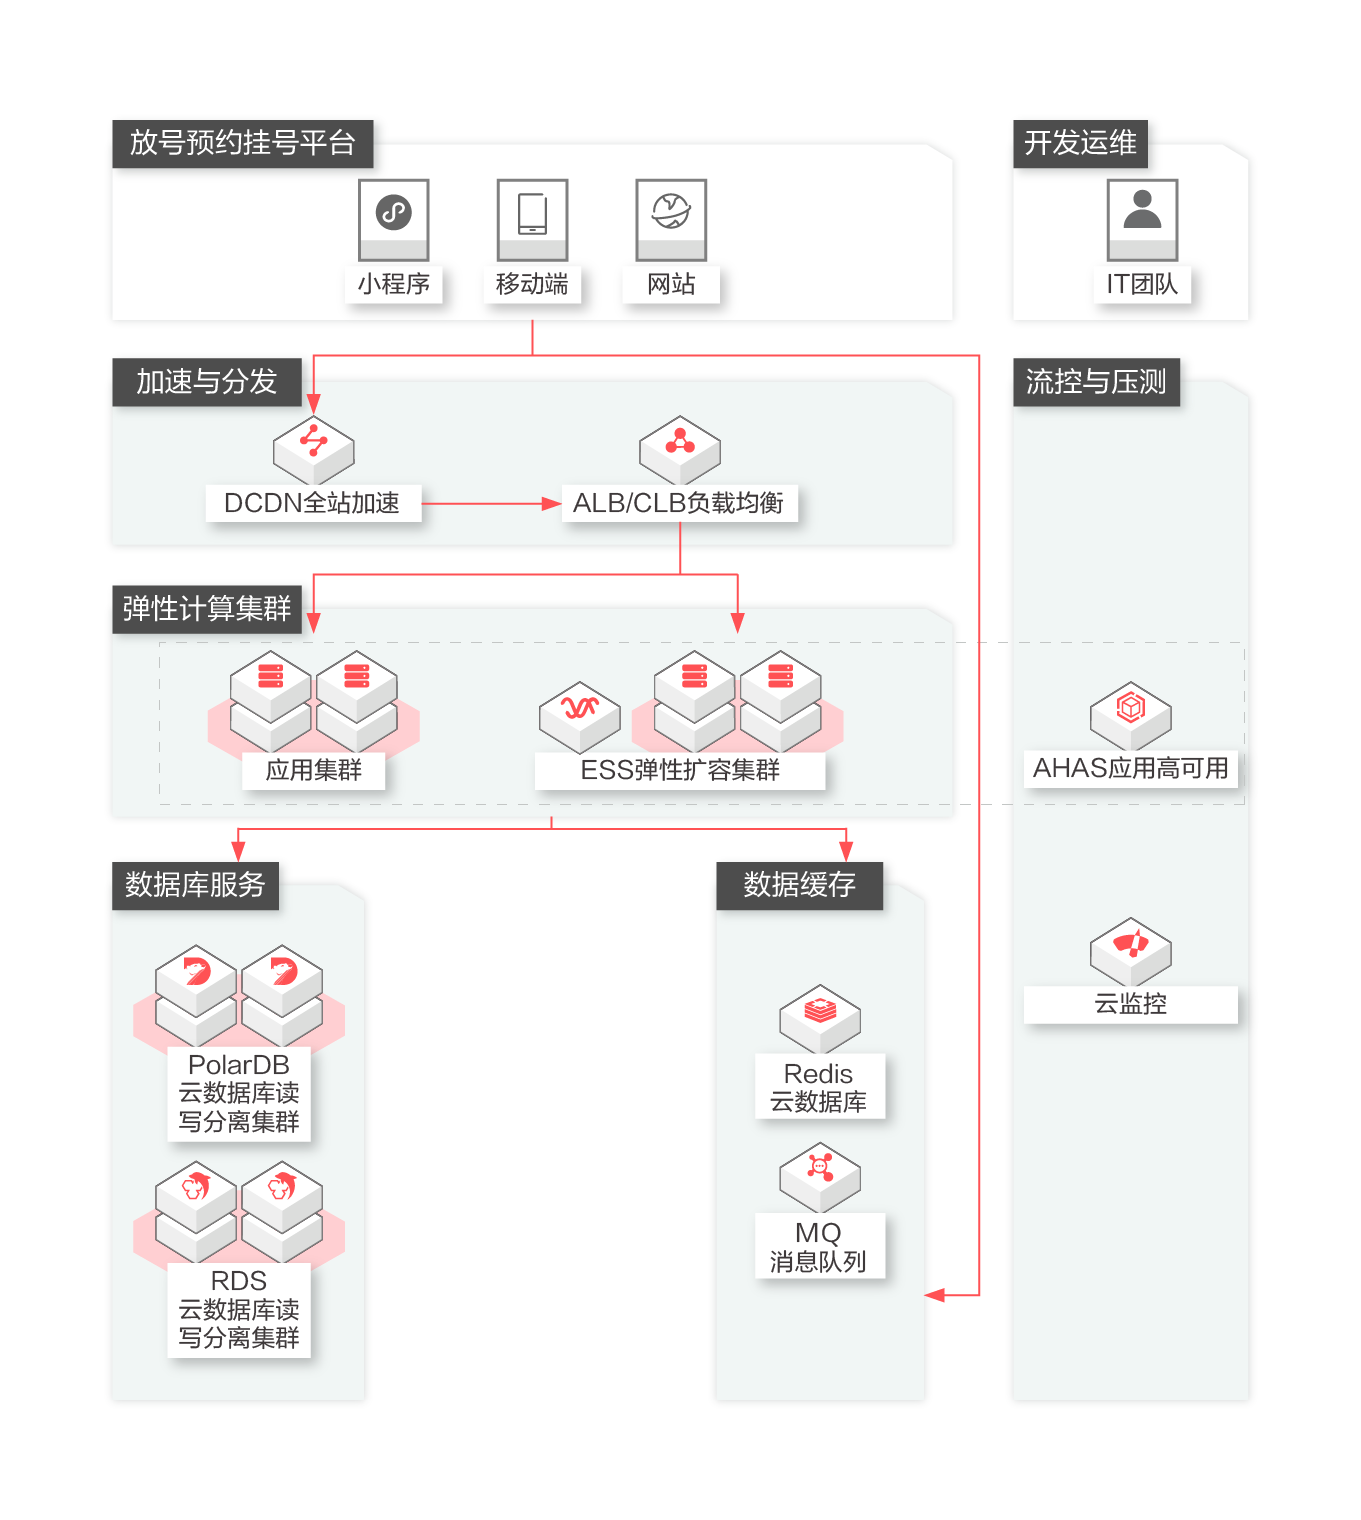 放号预约挂号平台
小程序
移动端
网站
开发运维
IT团队
加速与分发
DCDN全站加速
ALB/CLB负载均衡
流控与压测
弹性计算集群
应用集群
ESS弹性扩容集群
AHAS应用高可用
云监控
数据库服务
PolarDB
云数据库读
写分离集群
RDS
云数据库读
写分离集群
数据缓存
Redis
云数据库
MQ
消息队列